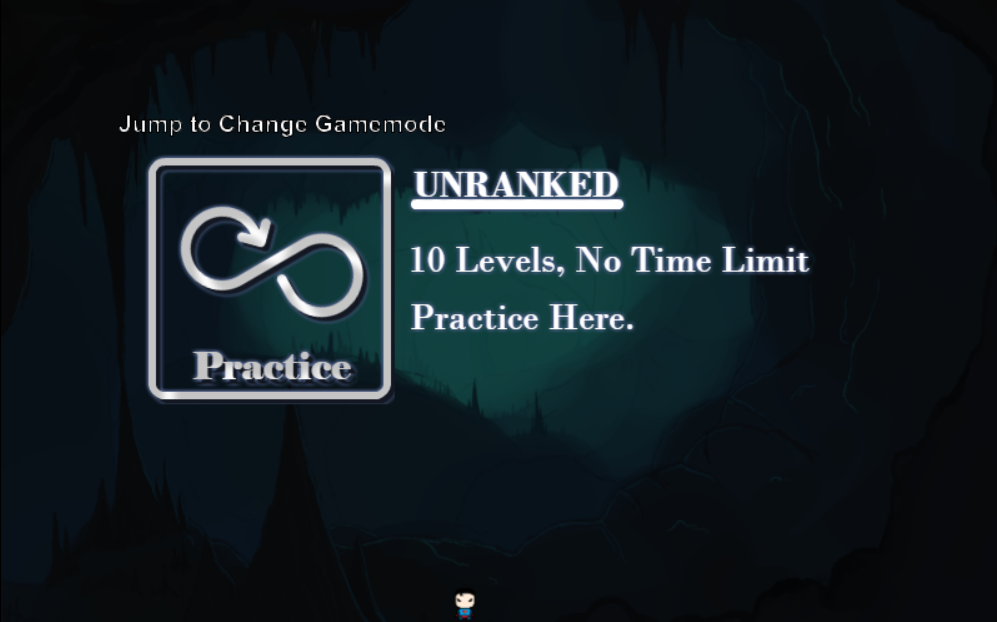 Jump to Change Gamemode
UNRANKED
10 Levels, No Time Limit
Practice Here.
Practice